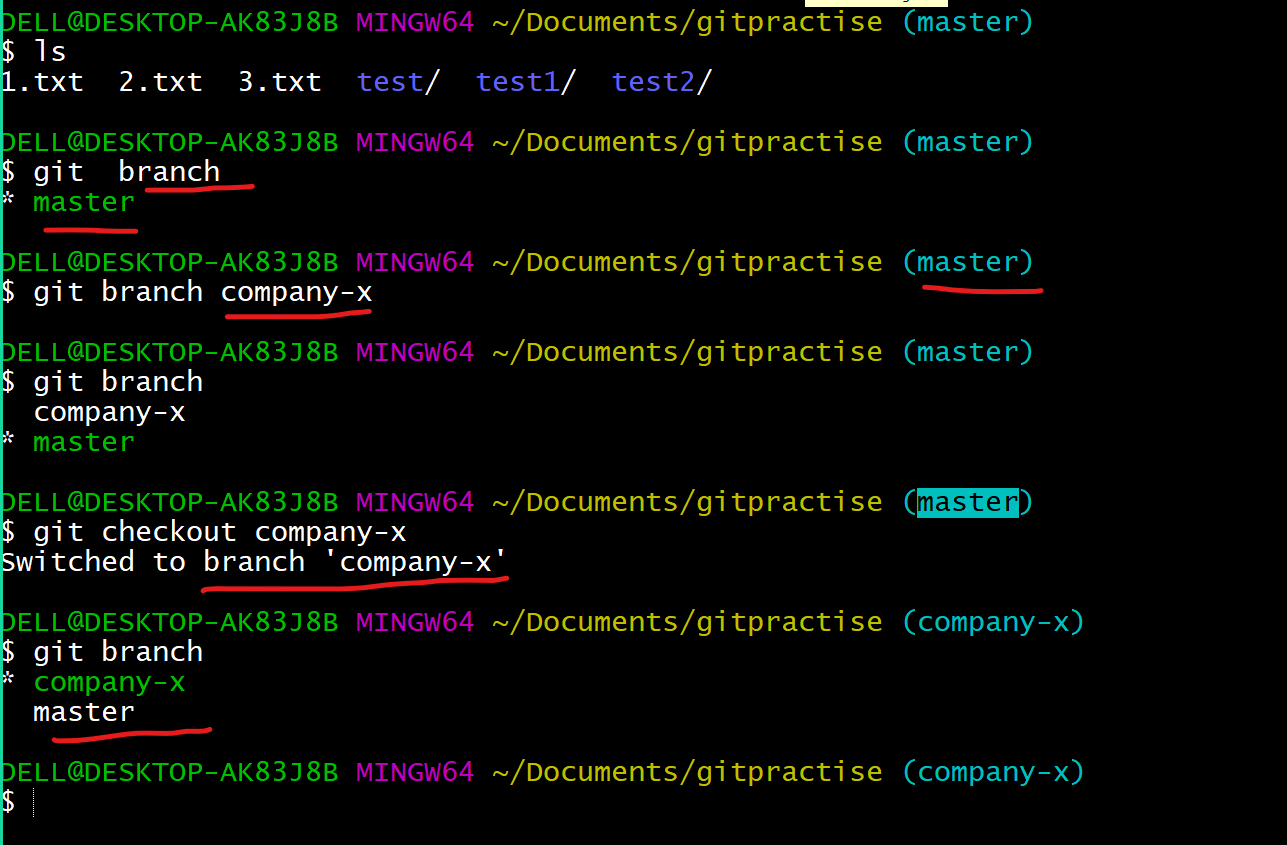 DELL@DESKTOP-AK83J8B MINGW64 ~/Documents/gitpractise (master)
$ ls
1.txt  2.txt  3.txt  test/  test1/  test2/
DELL@DESKTOP-AK83J8B MINGW64 ~/Documents/gitpractise (master)
$ git  branch
* master
DELL@DESKTOP-AK83J8B MINGW64 ~/Documents/gitpractise (master)
$ git branch company-x
DELL@DESKTOP-AK83J8B MINGW64 ~/Documents/gitpractise (master)
$ git branch
  company-x
* master
DELL@DESKTOP-AK83J8B MINGW64 ~/Documents/gitpractise (master)
$ git checkout company-x
Switched to branch 'company-x'
DELL@DESKTOP-AK83J8B MINGW64 ~/Documents/gitpractise (company-x)
$ git branch
* company-x
  master
DELL@DESKTOP-AK83J8B MINGW64 ~/Documents/gitpractise (company-x)
$